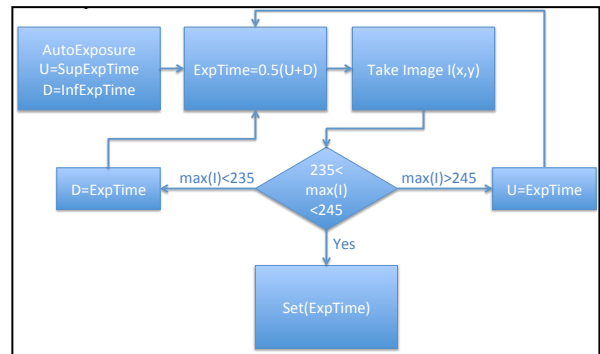 AutoExposure
U=SupExpTime
D=InfExpTime
ExpTime=0.5(U+D)
Take Image I(x,y)
D=ExpTime
max(I)<235
235<
max(I)
<245
max(I)>245
U=ExpTime
Yes
Set(ExpTime)